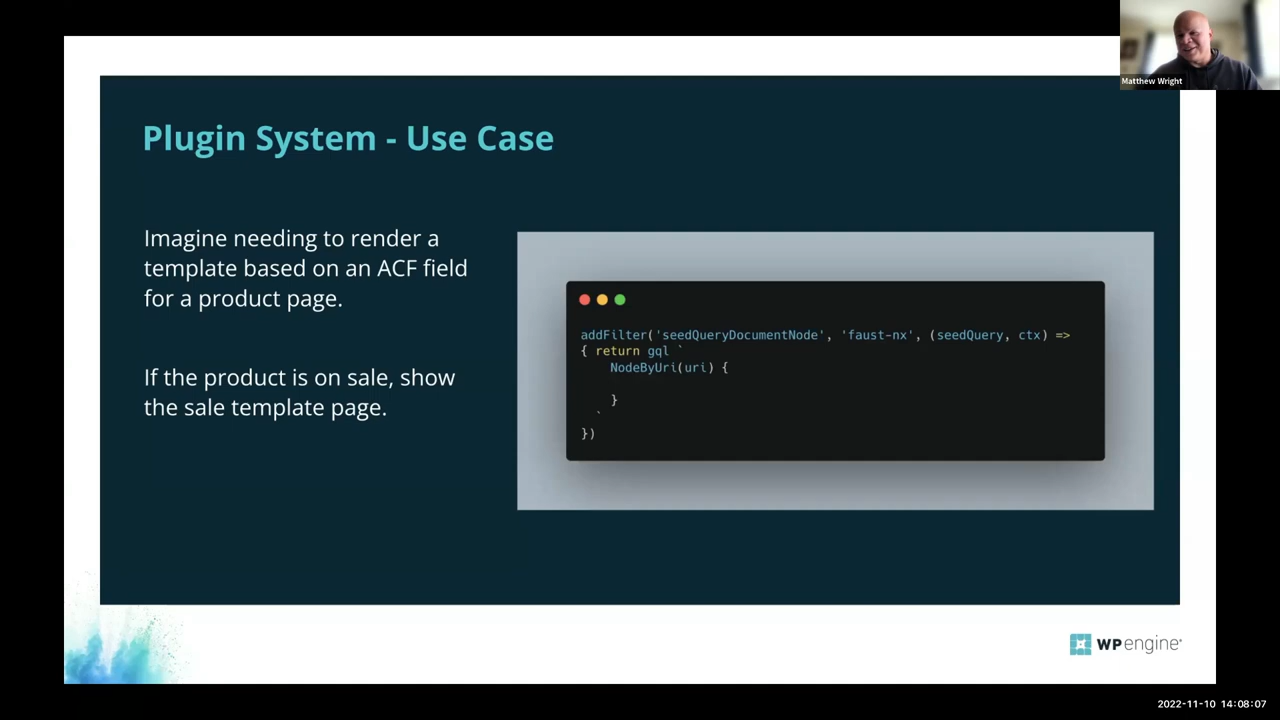 Matthew Wright
Plugin System - Use Case
Imagine needing to render a
template based on an ACF field
for a product page.
If the product is on sale, show
the sale template page.
addFilter('seedQueryDocumentNode', 'faust-nx', (seedQuery, ctx) =>
{ return gql `
NodeByUri(uri) {
}
`
})
WPengine
2022-11-10 14:08:07